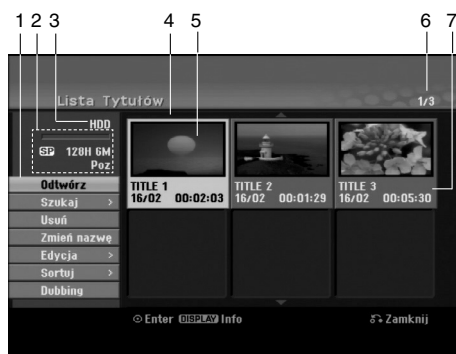 1 2 3 4 5 6 7
Lista Tytułów 1/3
HDD
SP 128H 6M
Poz
Odtwórz
Szukaj >
Usuń
Zmień nazwę
Edycja >
Sortuj >
Dubbing
TITLE 1
16/02 00:02:03
TITLE 2
16/02 00:01:29
TITLE 3
16/02 00:05:30
Enter DISPLAY Info
Zamknij